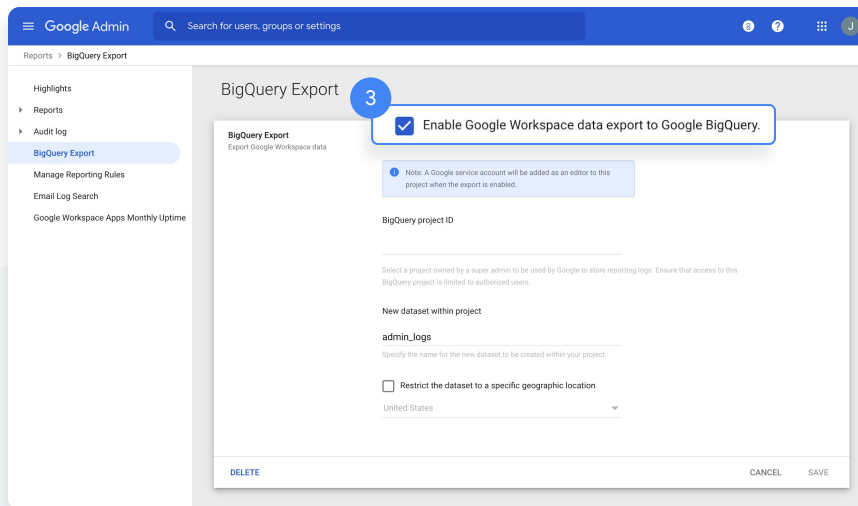 Google Admin
Search for users, groups or settings
8
?
J
Reports > BigQuery Export
Highlights
Reports
Audit log
BigQuery Export
Manage Reporting Rules
Email Log Search
Google Workspace Apps Monthly Uptime
BigQuery Export
3
Enable Google Workspace data export to Google BigQuery.
BigQuery Export
Export Google Workspace data
Note: A Google service account will be added as an editor to this
project when the export is enabled.
BigQuery project ID
Select a project owned by a super admin to be used by Google to store reporting logs. Ensure that access to this
BigQuery project is limited to authorized users.
New dataset within project
admin_logs
Specify the name for the new dataset to be created within your project.
Restrict the dataset to a specific geographic location
United States
DELETE
CANCEL
SAVE